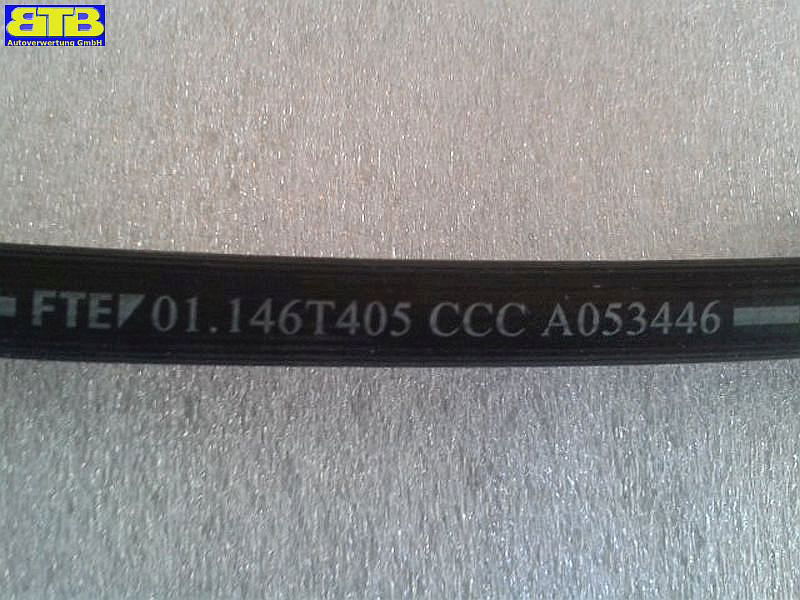 BTB
Autoverwertung GmbH
FTE 01.146T405 CCC A053446